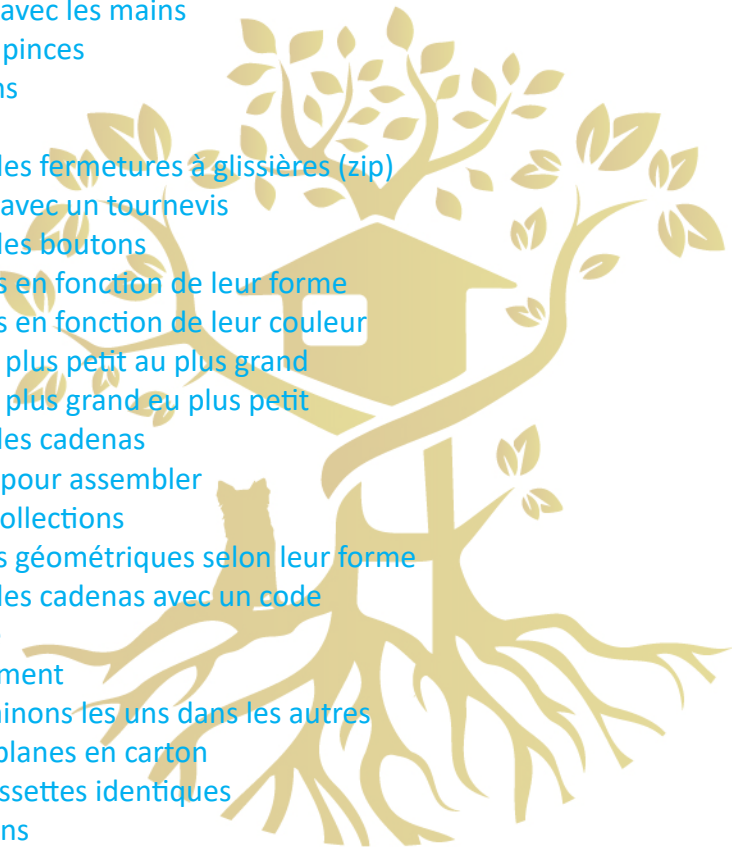 avec les mains
pinces
ns
les fermetures à glissières (zip)
avec un tournevis
les boutons
s en fonction de leur forme
s en fonction de leur couleur
plus petit au plus grand
plus grand eu plus petit
les cadenas
pour assembler
ollections
s géométriques selon leur forme
les cadenas avec un code
ment
inons les uns dans les autres
planes en carton
ssettes identiques
ns